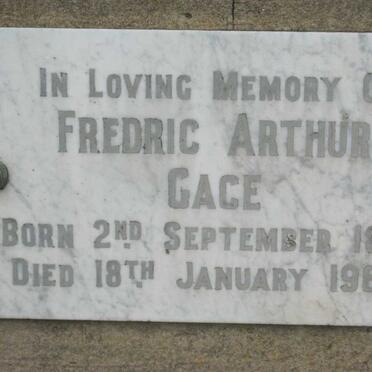 IN LOVING MEMORY
FREDRIC ARTHUR
GACE
BORN 2ND SEPTEMBER
DIED 18TH JANUARY